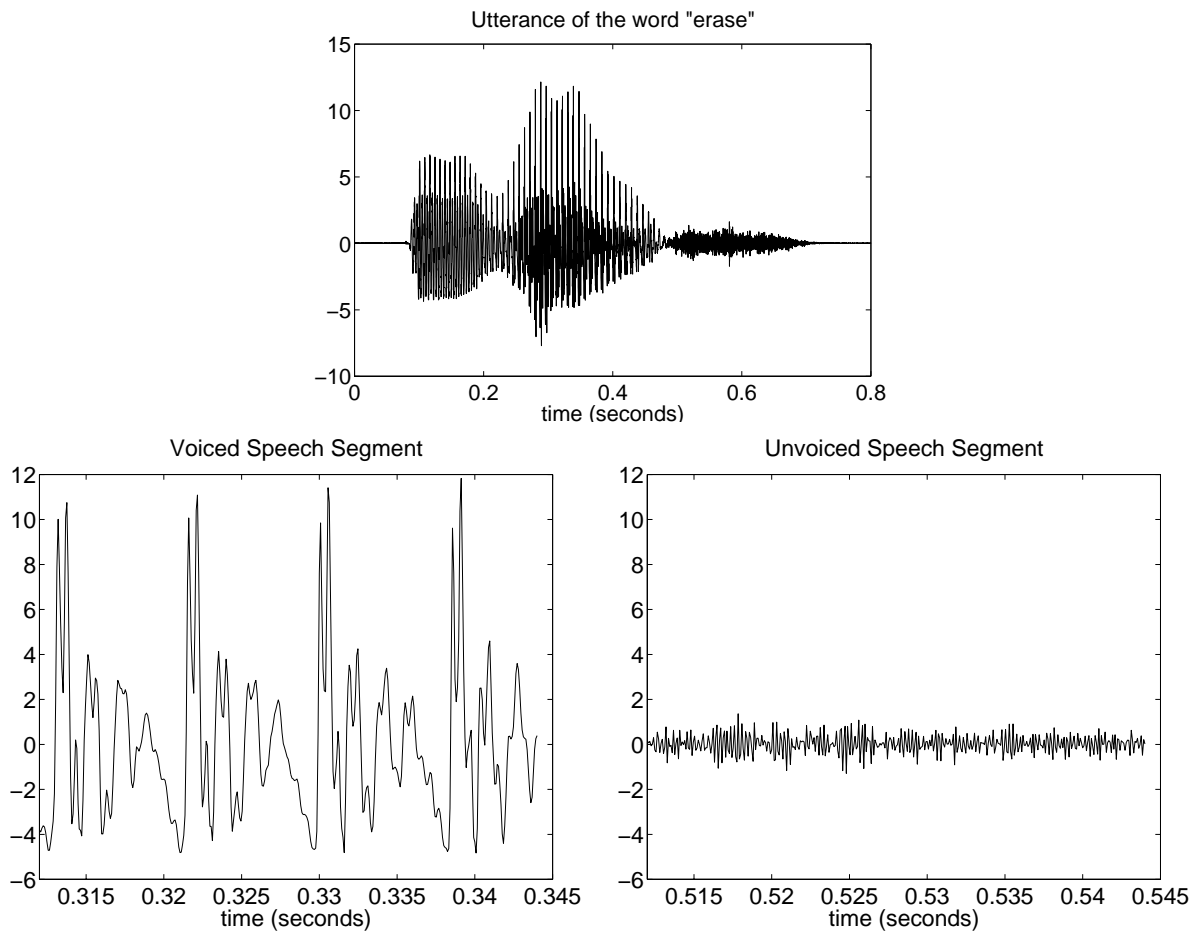 Utterance of the word "erase"
15
10
5
0
−5
−10
0 0.2 0.4 0.6 0.8
time (seconds)
Voiced Speech Segment
12
10
8
6
4
2
0
−2
−4
−6
0.315 0.32 0.325 0.33 0.335 0.34 0.345
time (seconds)
Unvoiced Speech Segment
12
10
8
6
4
2
0
−2
−4
−6
0.515 0.52 0.525 0.53 0.535 0.54 0.545
time (seconds)